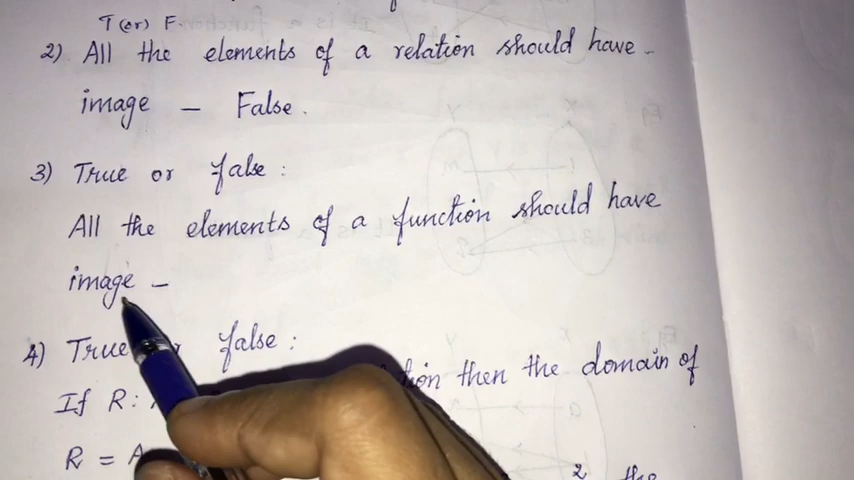 T (or) F.
2) All the elements of a relation should have
image – False.
3) True or false:
All the elements of a function should have
image –
4) True false:
If R: then the domain of
R = A the